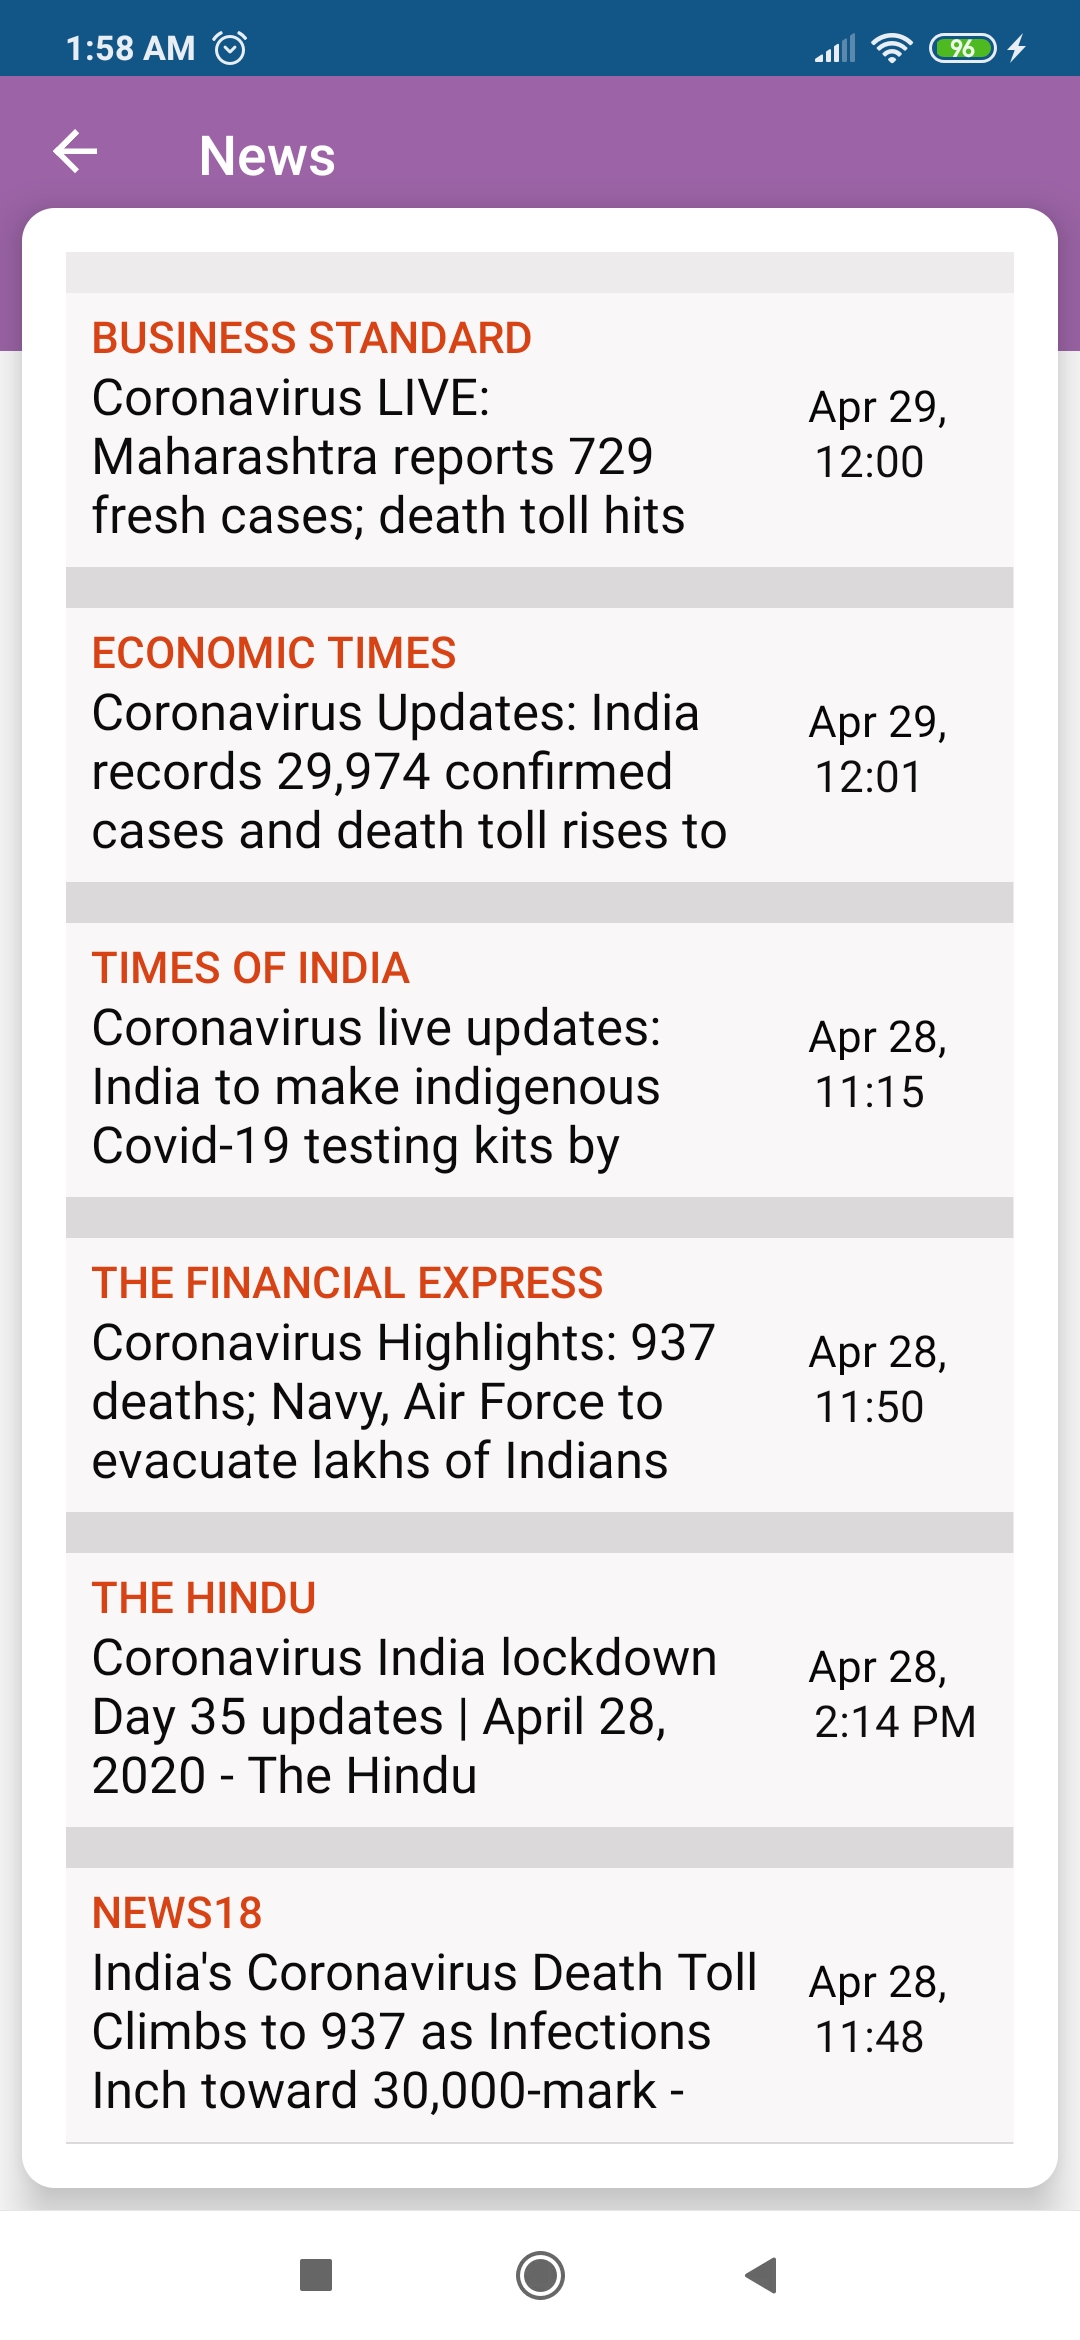 1:58 AM
96
News
BUSINESS STANDARD
Coronavirus LIVE:
Maharashtra reports 729
fresh cases; death toll hits
Apr 29,
12:00
ECONOMIC TIMES
Coronavirus Updates: India
records 29,974 confirmed
cases and death toll rises to
Apr 29,
12:01
TIMES OF INDIA
Coronavirus live updates:
India to make indigenous
Covid-19 testing kits by
Apr 28,
11:15
THE FINANCIAL EXPRESS
Coronavirus Highlights: 937
deaths; Navy, Air Force to
evacuate lakhs of Indians
Apr 28,
11:50
THE HINDU
Coronavirus India lockdown
Day 35 updates | April 28,
2020 - The Hindu
Apr 28,
2:14 PM
NEWS18
India's Coronavirus Death Toll
Climbs to 937 as Infections
Inch toward 30,000-mark -
Apr 28,
11:48